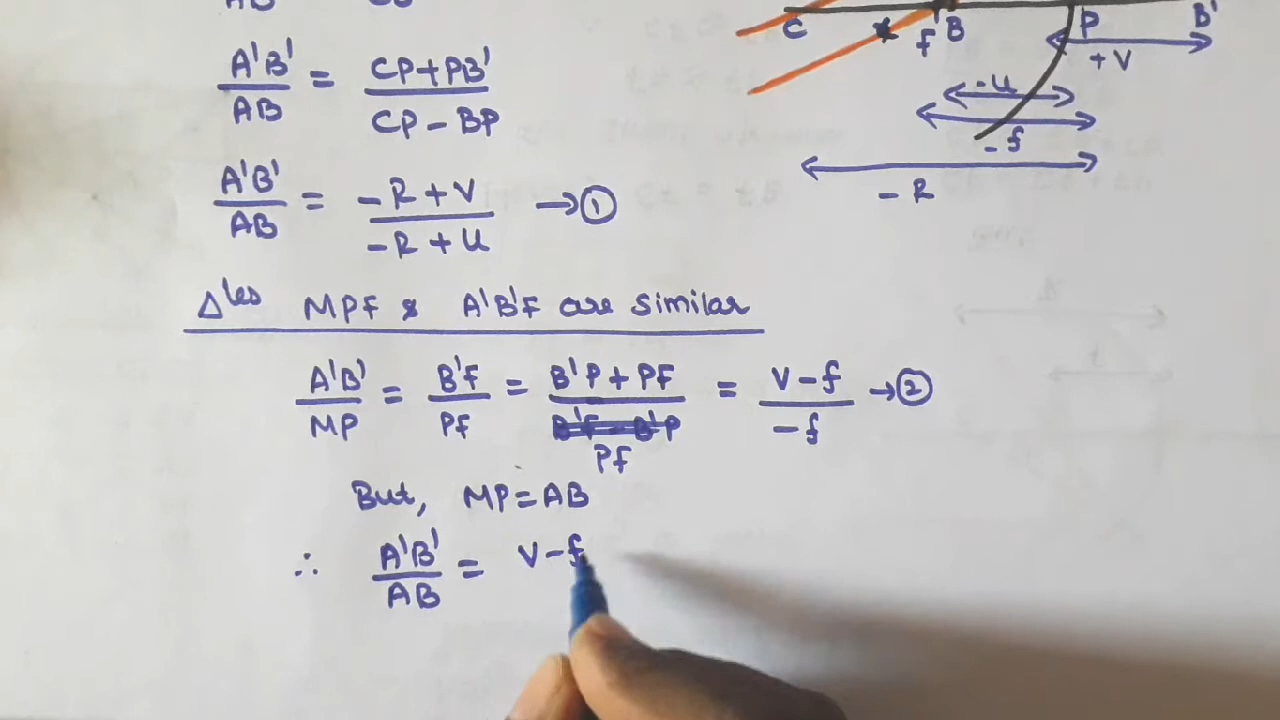 A'B' / AB = CP+PB' / CP-BP
A'B' / AB = -R+V / -R+U → ①
Δles MPF & A'B'F are similar
A'B' / MP = B'F / PF = B'P+PF / PF = V-f / -f → ②
But, MP=AB
∴ A'B' / AB = V-f
C
F
B
P
B'
+V
-U
-f
-R